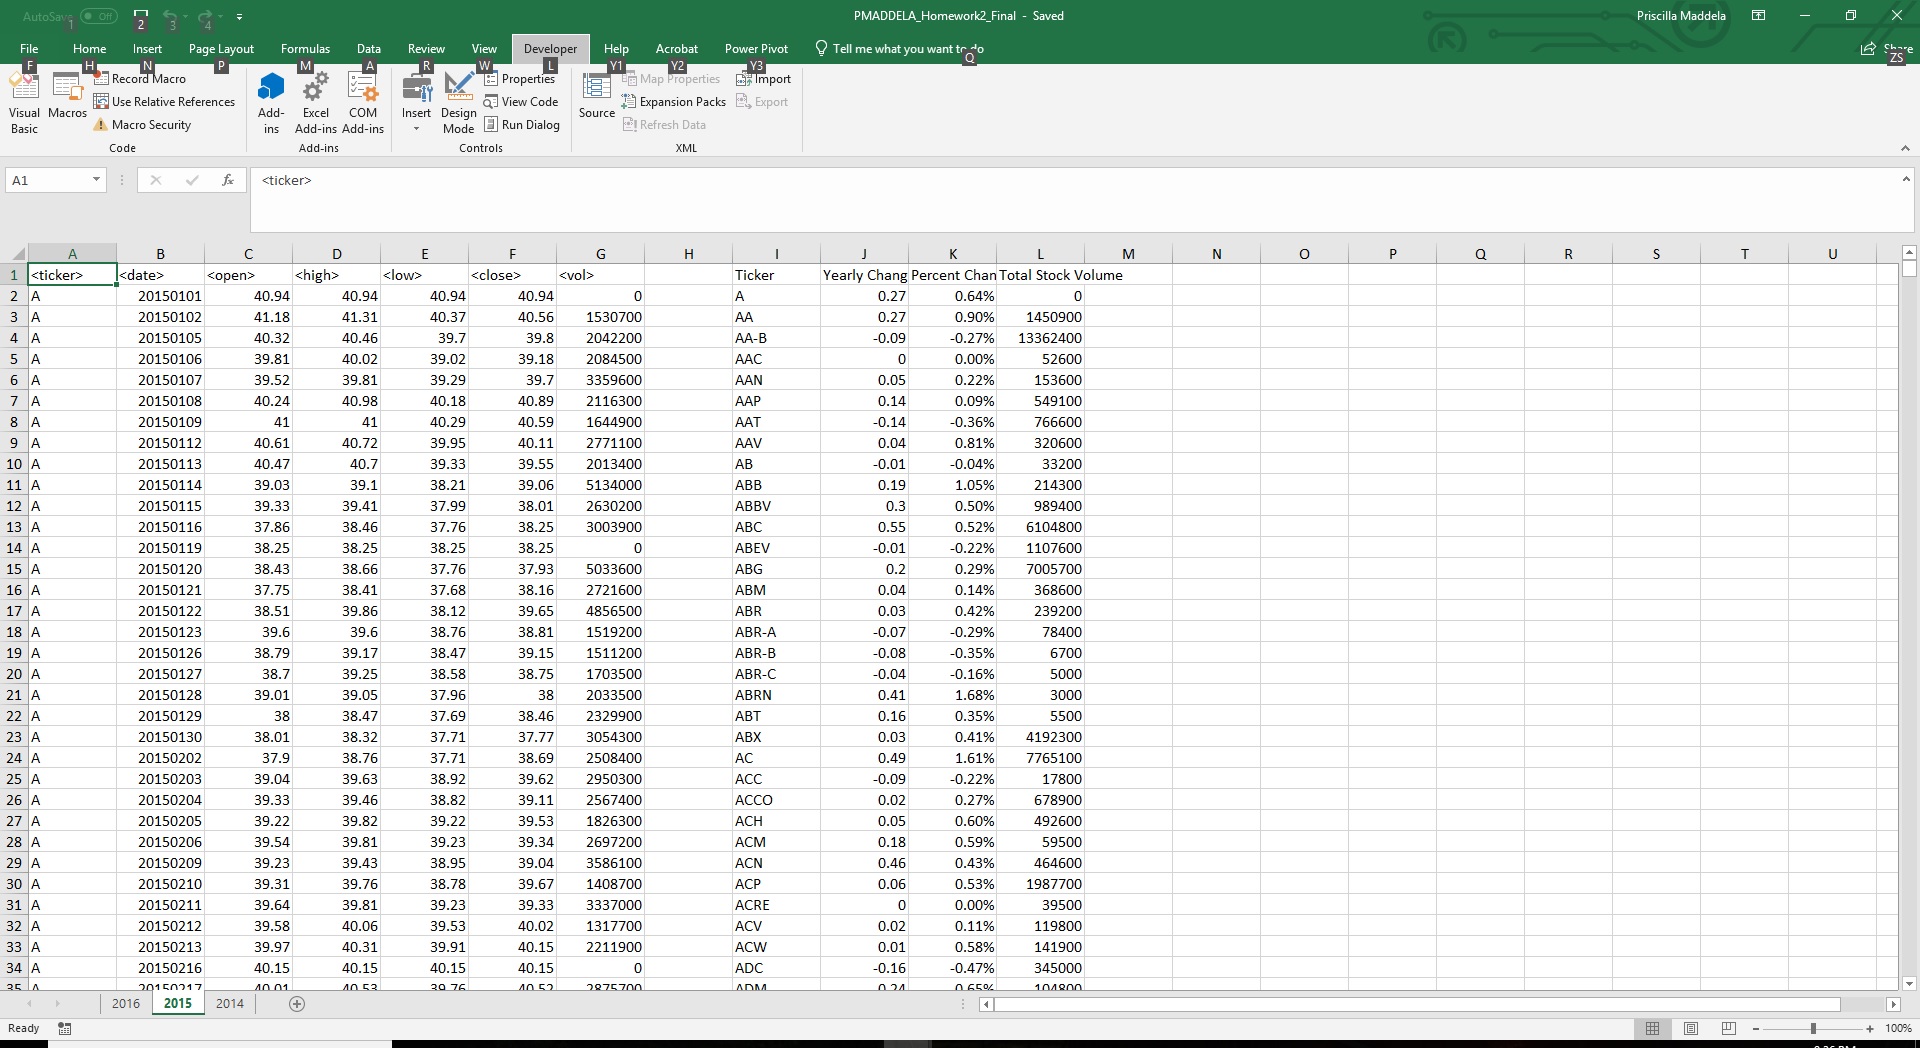 AutoSave Off PMADDELA_Homework2_Final - Saved Priscilla Maddela
1 2 3 4
File Home Insert Page Layout Formulas Data Review View Developer Help Acrobat Power Pivot Tell me what you want to do Share
F H N P M A R W L Y1 Y2 Y3 Q ZS
Visual Basic
Macros
Record Macro
Use Relative References
Macro Security
Code
Add-ins
Excel Add-ins
COM Add-ins
Add-ins
Insert
Design Mode
Properties
View Code
Run Dialog
Controls
Source
Map Properties
Expansion Packs
Refresh Data
Import
Export
XML
A1 fx <ticker>
A B C D E F G H I J K L M N O P Q R S T U
1 <ticker> <date> <open> <high> <low> <close> <vol> Ticker Yearly Chang Percent Chan Total Stock Volume
2 A 20150101 40.94 40.94 40.94 40.94 0 A 0.27 0.64% 0
3 A 20150102 41.18 41.31 40.37 40.56 1530700 AA 0.27 0.90% 1450900
4 A 20150105 40.32 40.46 39.7 39.8 2042200 AA-B -0.09 -0.27% 13362400
5 A 20150106 39.81 40.02 39.02 39.18 2084500 AAC 0 0.00% 52600
6 A 20150107 39.52 39.81 39.29 39.7 3359600 AAN 0.05 0.22% 153600
7 A 20150108 40.24 40.98 40.18 40.89 2116300 AAP 0.14 0.09% 549100
8 A 20150109 41 41 40.29 40.59 1644900 AAT -0.14 -0.36% 766600
9 A 20150112 40.61 40.72 39.95 40.11 2771100 AAV 0.04 0.81% 320600
10 A 20150113 40.47 40.7 39.33 39.55 2013400 AB -0.01 -0.04% 33200
11 A 20150114 39.03 39.1 38.21 39.06 5134000 ABB 0.19 1.05% 214300
12 A 20150115 39.33 39.41 37.99 38.01 2630200 ABBV 0.3 0.50% 989400
13 A 20150116 37.86 38.46 37.76 38.25 3003900 ABC 0.55 0.52% 6104800
14 A 20150119 38.25 38.25 38.25 38.25 0 ABEV -0.01 -0.22% 1107600
15 A 20150120 38.43 38.66 37.76 37.93 5033600 ABG 0.2 0.29% 7005700
16 A 20150121 37.75 38.41 37.68 38.16 2721600 ABM 0.04 0.14% 368600
17 A 20150122 38.51 39.86 38.12 39.65 4856500 ABR 0.03 0.42% 239200
18 A 20150123 39.6 39.6 38.76 38.81 1519200 ABR-A -0.07 -0.29% 78400
19 A 20150126 38.79 39.17 38.47 39.15 1511200 ABR-B -0.08 -0.35% 6700
20 A 20150127 38.7 39.25 38.58 38.75 1703500 ABR-C -0.04 -0.16% 5000
21 A 20150128 39.01 39.05 37.96 38 2033500 ABRN 0.41 1.68% 3000
22 A 20150129 38 38.47 37.69 38.46 2329900 ABT 0.16 0.35% 5500
23 A 20150130 38.01 38.32 37.71 37.77 3054300 ABX 0.03 0.41% 4192300
24 A 20150202 37.9 38.76 37.71 38.69 2508400 AC 0.49 1.61% 7765100
25 A 20150203 39.04 39.63 38.92 39.62 2950300 ACC -0.09 -0.22% 17800
26 A 20150204 39.33 39.46 38.82 39.11 2567400 ACCO 0.02 0.27% 678900
27 A 20150205 39.22 39.82 39.22 39.53 1826300 ACH 0.05 0.60% 492600
28 A 20150206 39.54 39.81 39.23 39.34 2697200 ACM 0.18 0.59% 59500
29 A 20150209 39.23 39.43 38.95 39.04 3586100 ACN 0.46 0.43% 464600
30 A 20150210 39.31 39.76 38.78 39.67 1408700 ACP 0.06 0.53% 1987700
31 A 20150211 39.64 39.81 39.23 39.33 3337000 ACRE 0 0.00% 39500
32 A 20150212 39.58 40.06 39.53 40.02 1317700 ACV 0.02 0.11% 119800
33 A 20150213 39.97 40.31 39.91 40.15 2211900 ACW 0.01 0.58% 141900
34 A 20150216 40.15 40.15 40.15 40.15 0 ADC -0.16 -0.47% 345000
35 A 20150217 40.01 40.53 39.76 40.52 2875700 ADM 0.24 0.65% 104800
2016 2015 2014
Ready 100%